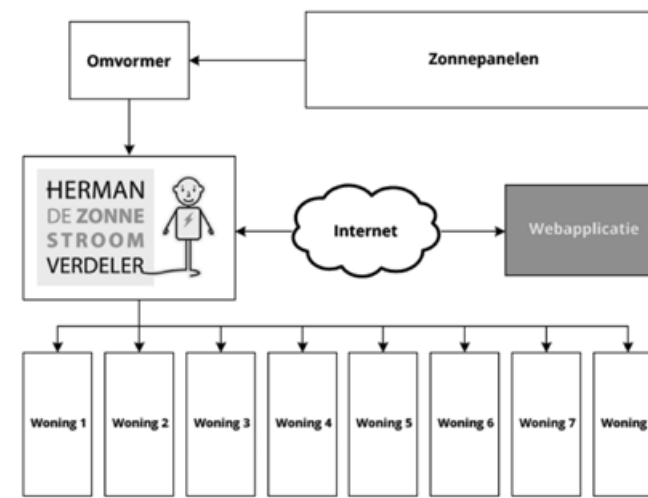 Omvormer
Zonnepanelen
HERMAN
DE ZONNE
STROOM
VERDELER
Internet
Webapplicatie
Woning 1
Woning 2
Woning 3
Woning 4
Woning 5
Woning 6
Woning 7
Woning